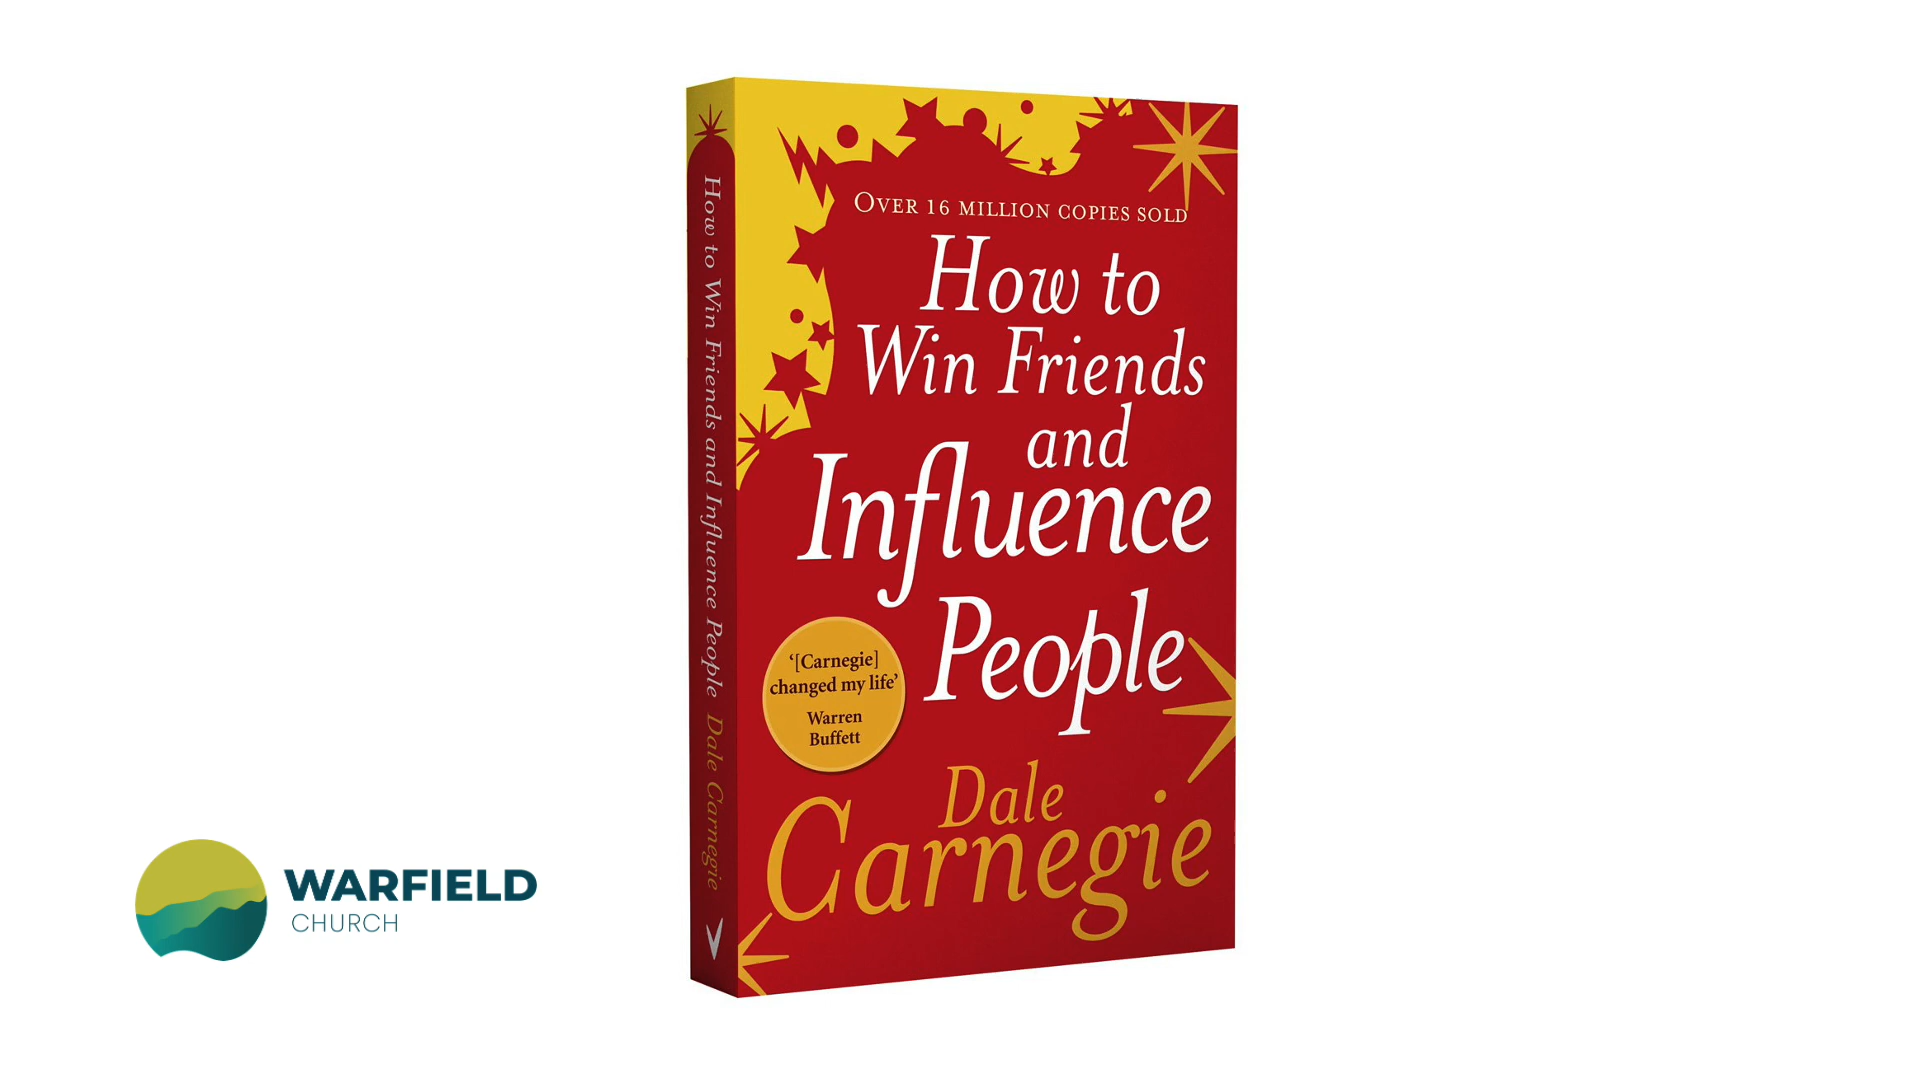 OVER 16 MILLION COPIES SOLD
How to
Win Friends
and
Influence
People
'[Carnegie]
changed my life'
Warren
Buffett
Dale
Carnegie
How to Win Friends and Influence People Dale Carnegie
WARFIELD
CHURCH